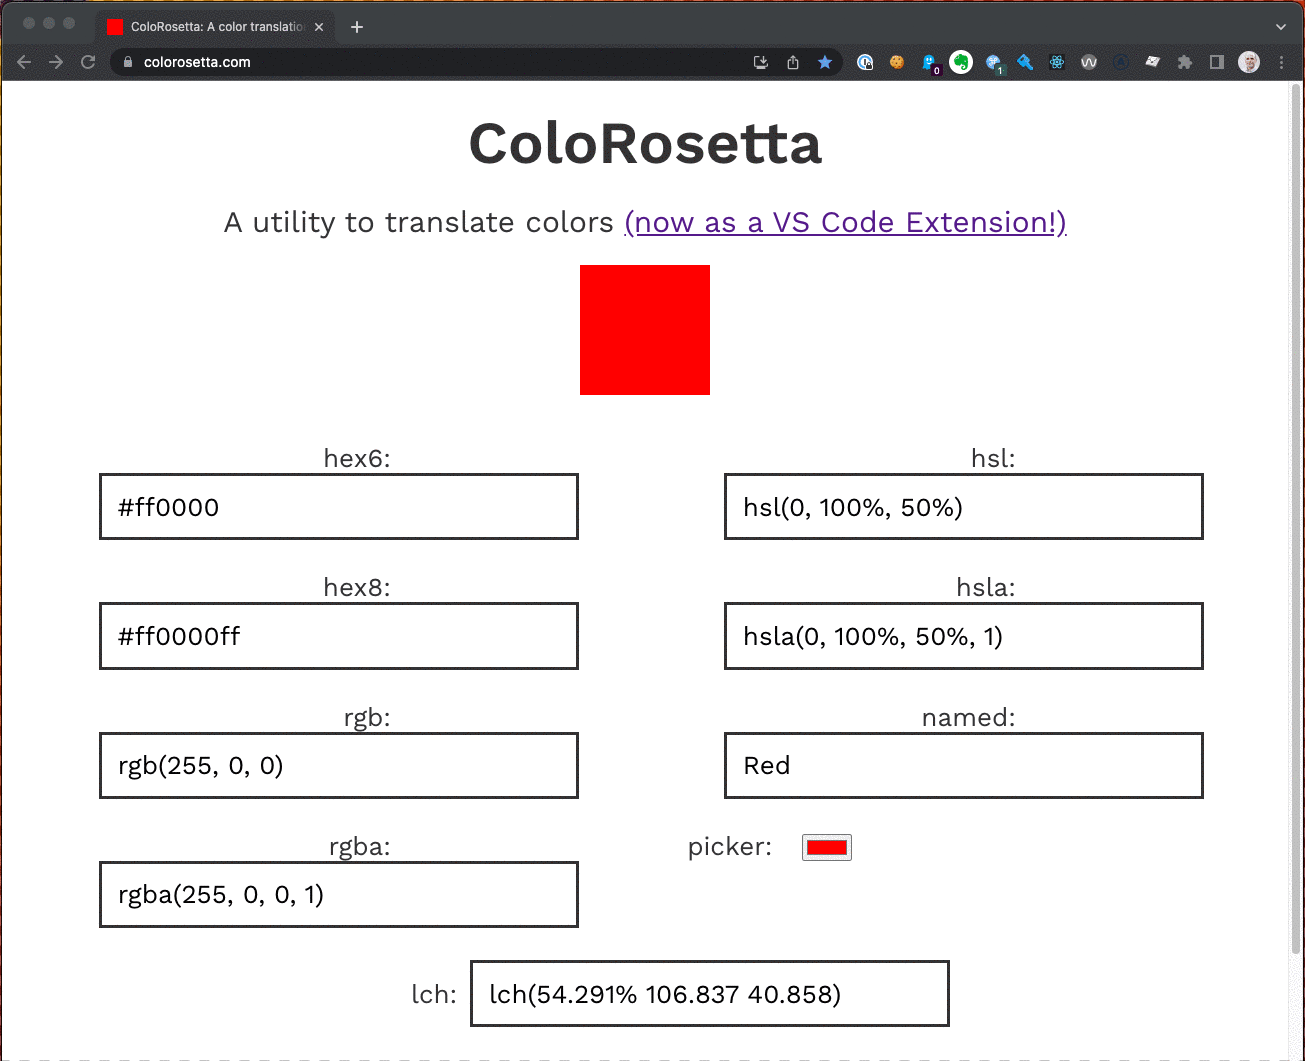 ColoRosetta: A color translatio
colorosetta.com
0
1
ColoRosetta
A utility to translate colors (now as a VS Code Extension!)
hex6:
#ff0000
hsl:
hsl(0, 100%, 50%)
hex8:
#ff0000ff
hsla:
hsla(0, 100%, 50%, 1)
rgb:
rgb(255, 0, 0)
named:
Red
rgba:
rgba(255, 0, 0, 1)
picker:
lch:
lch(54.291% 106.837 40.858)